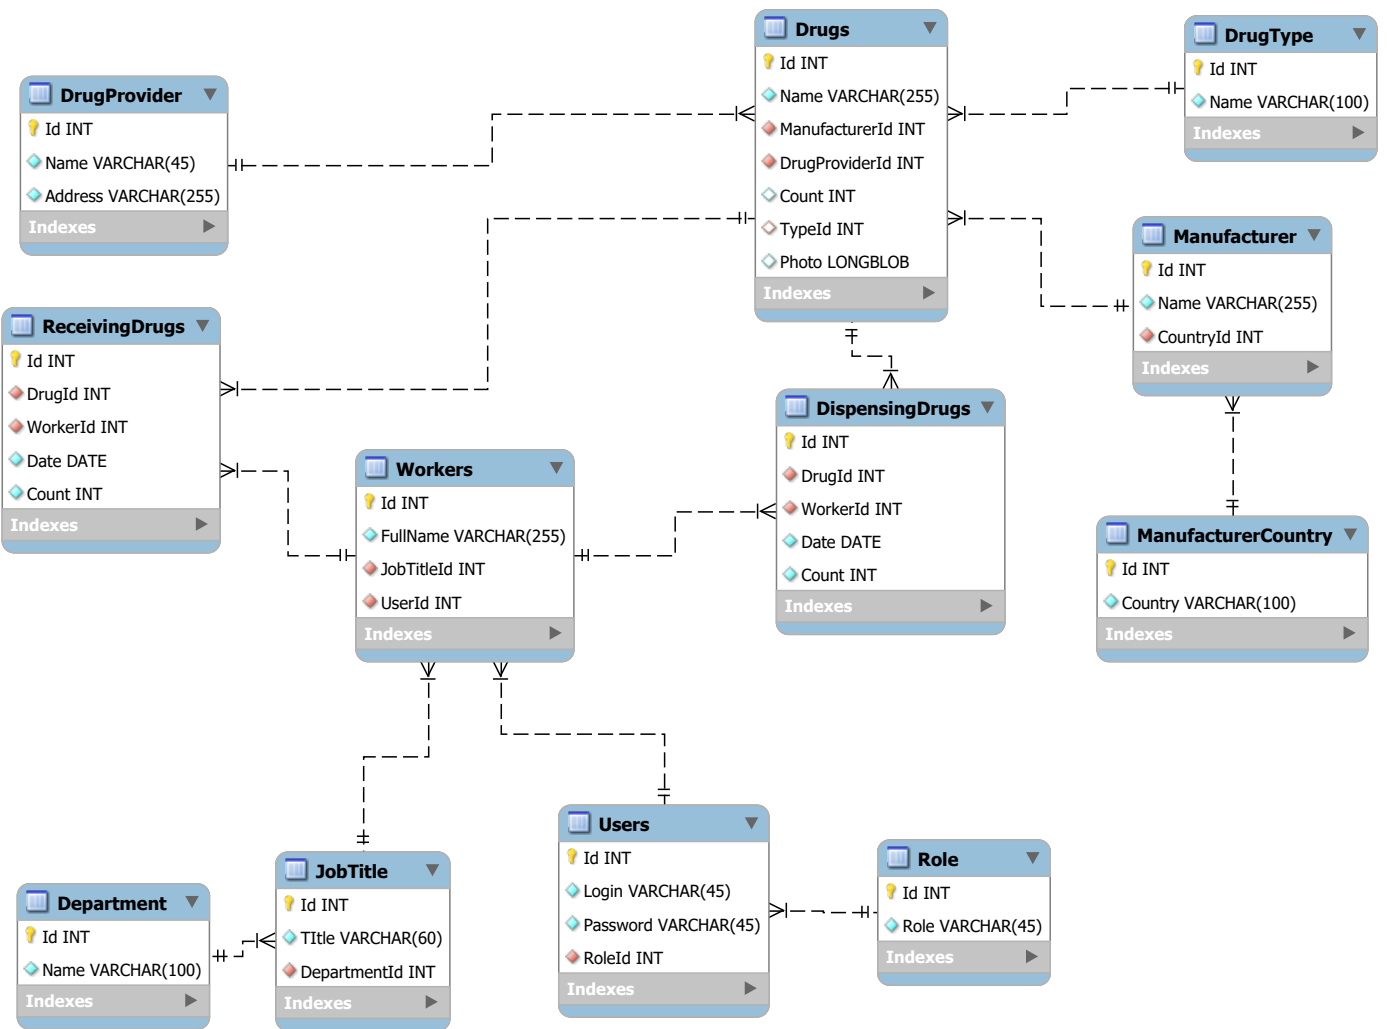 Drugs
Id INT
Name VARCHAR(255)
ManufacturerId INT
DrugProviderId INT
Count INT
TypeId INT
Photo LONGBLOB
Indexes
DrugType
Id INT
Name VARCHAR(100)
Indexes
DrugProvider
Id INT
Name VARCHAR(45)
Address VARCHAR(255)
Indexes
Manufacturer
Id INT
Name VARCHAR(255)
CountryId INT
Indexes
ReceivingDrugs
Id INT
DrugId INT
WorkerId INT
Date DATE
Count INT
Indexes
DispensingDrugs
Id INT
DrugId INT
WorkerId INT
Date DATE
Count INT
Indexes
Workers
Id INT
FullName VARCHAR(255)
JobTitleId INT
UserId INT
Indexes
ManufacturerCountry
Id INT
Country VARCHAR(100)
Indexes
Users
Id INT
Login VARCHAR(45)
Password VARCHAR(45)
RoleId INT
Indexes
Role
Id INT
Role VARCHAR(45)
Indexes
JobTitle
Id INT
TItle VARCHAR(60)
DepartmentId INT
Indexes
Department
Id INT
Name VARCHAR(100)
Indexes